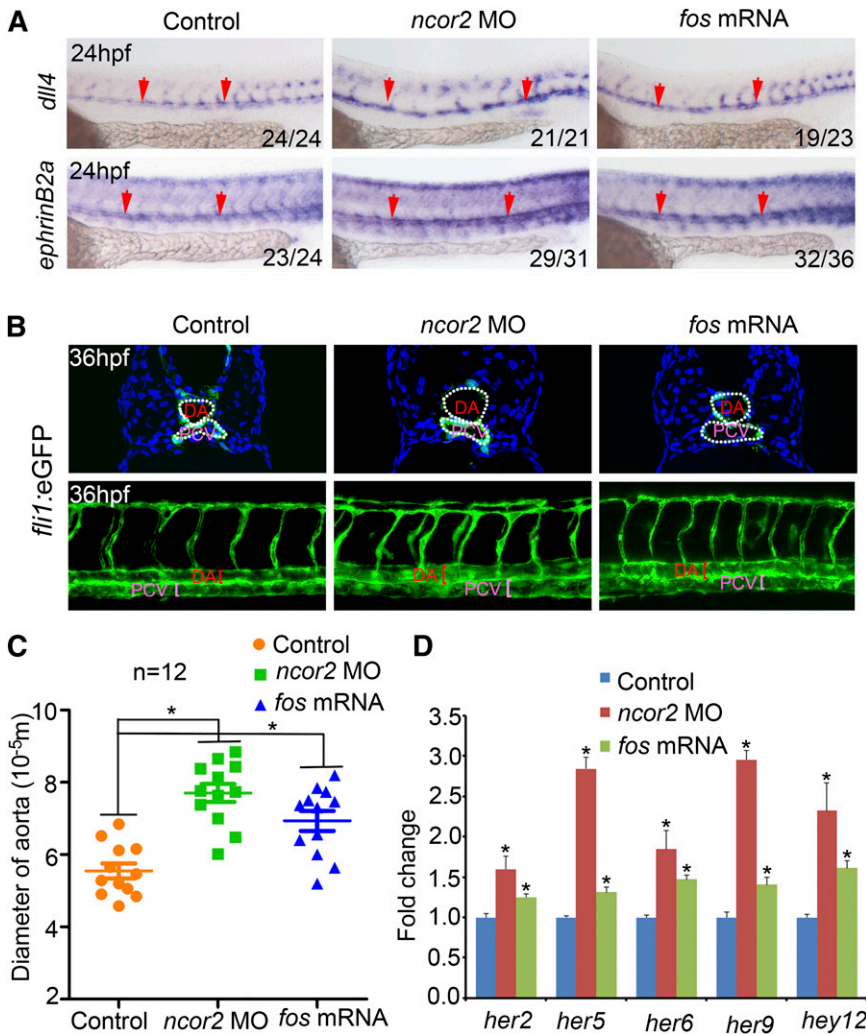 A
Control
ncor2 MO
fos mRNA
dll4
24hpf
24/24
21/21
19/23
ephrinB2a
24hpf
23/24
29/31
32/36
B
Control
ncor2 MO
fos mRNA
fli1:eGFP
36hpf
DA
PCV
DA
PCV
DA
PCV
36hpf
DA
PCV
DA
PCV
DA
PCV
C
n=12
Control
ncor2 MO
fos mRNA
Diameter of aorta (10-5m)
10
8
6
4
2
* *
Control
ncor2 MO
fos mRNA
D
Control
ncor2 MO
fos mRNA
Fold change
3.5
3.0
2.5
2.0
1.5
1.0
0.5
0.0
* * * * * * * * * *
her2
her5
her6
her9
hey12